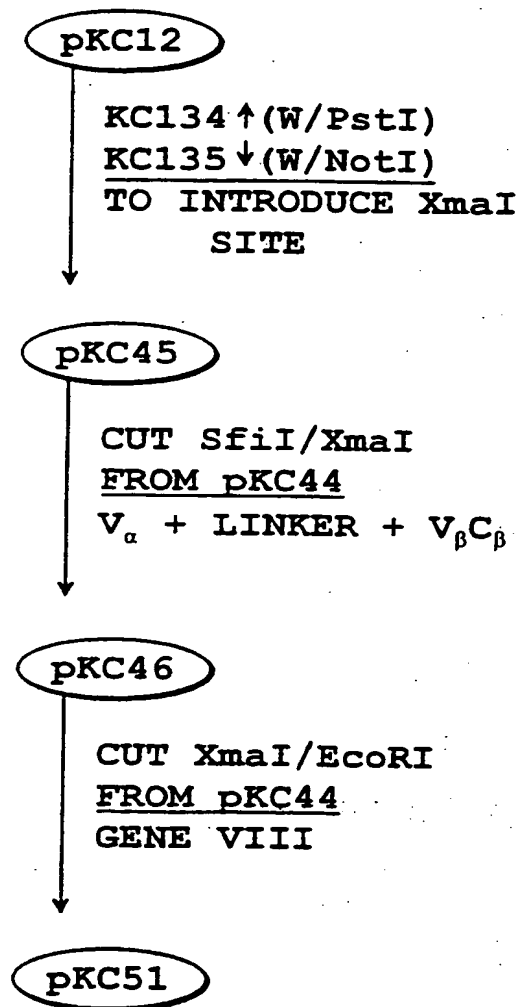 pKC12
KC134↑(W/PstI)
KC135↓(W/NotI)
TO INTRODUCE XmaI
SITE
pKC45
CUT SfiI/XmaI
FROM pKC44
Vα + LINKER + VβCβ
pKC46
CUT XmaI/EcoRI
FROM pKC44
GENE VIII
pKC51